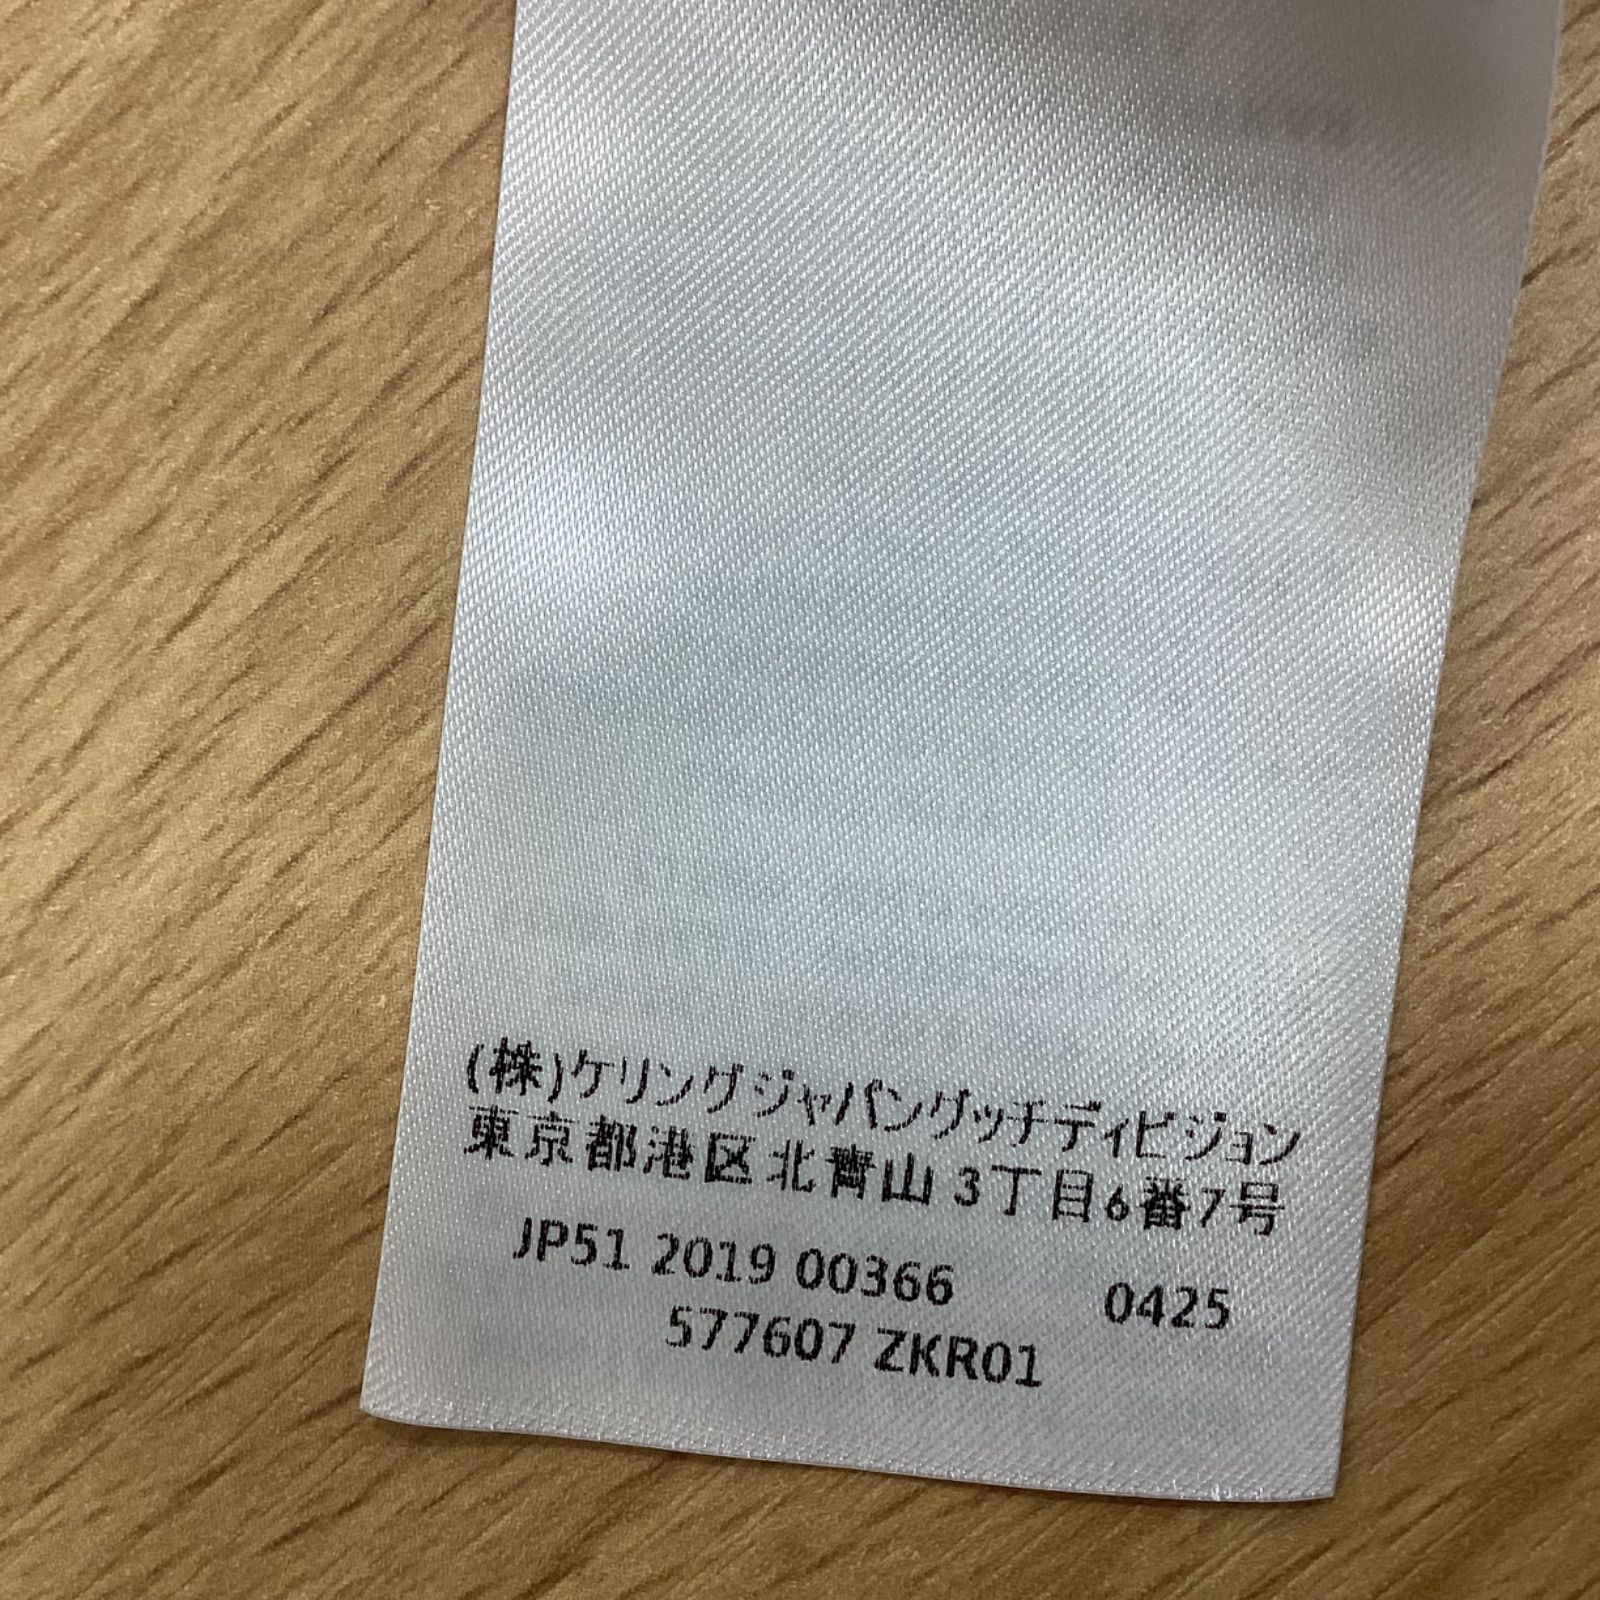 (株)ケリングジャパングッチディビジョン
東京都港区北青山3丁目6番7号
JP51 2019 00366 0425
577607 ZKR01